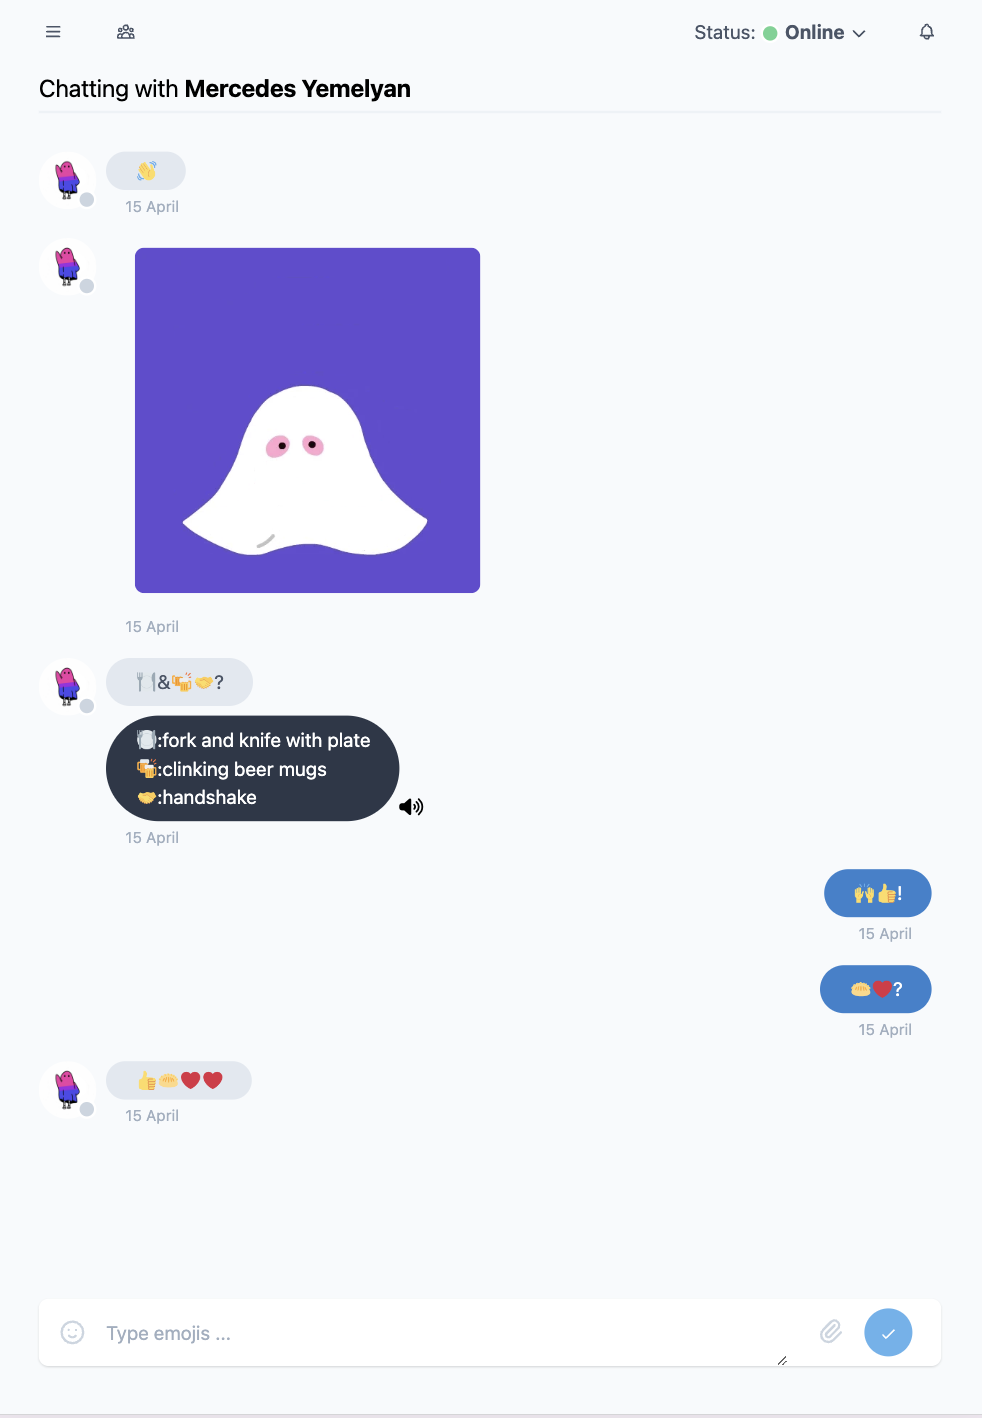 Status: Online
Chatting with Mercedes Yemelyan
👋
15 April
15 April
🍴&🍻🤝?
🍽:fork and knife with plate
🍻:clinking beer mugs
🤝:handshake
15 April
🙌👍!
15 April
🥟❤️?
15 April
👍🥟❤️❤️
15 April
Type emojis ...